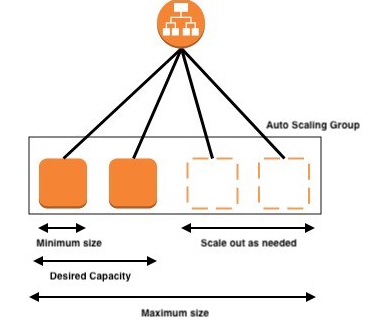 Auto Scaling Group
Minimum size
Scale out as needed
Desired Capacity
Maximum size